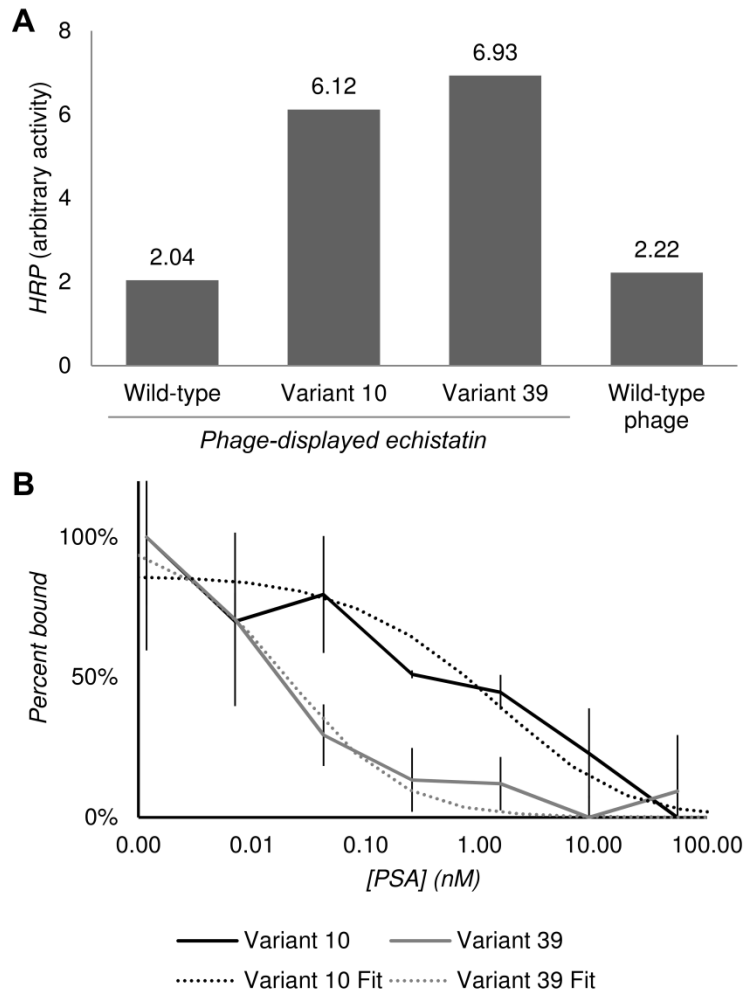 A
8
6
4
2
0
HRP (arbitrary activity)
2.04
6.12
6.93
2.22
Wild-type
Variant 10
Variant 39
Wild-type
phage
Phage-displayed echistatin
B
100%
50%
0%
Percent bound
0.00
0.01
0.10
1.00
10.00
100.00
[PSA] (nM)
Variant 10
Variant 39
Variant 10 Fit
Variant 39 Fit